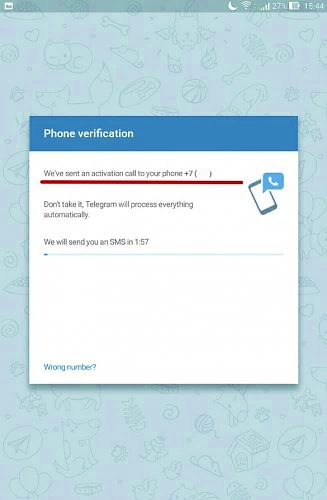 27% 15:44
Phone verification
We've sent an activation call to your phone +7 ( )
Don't take it, Telegram will process everything
automatically.
We will send you an SMS in 1:57
Wrong number?